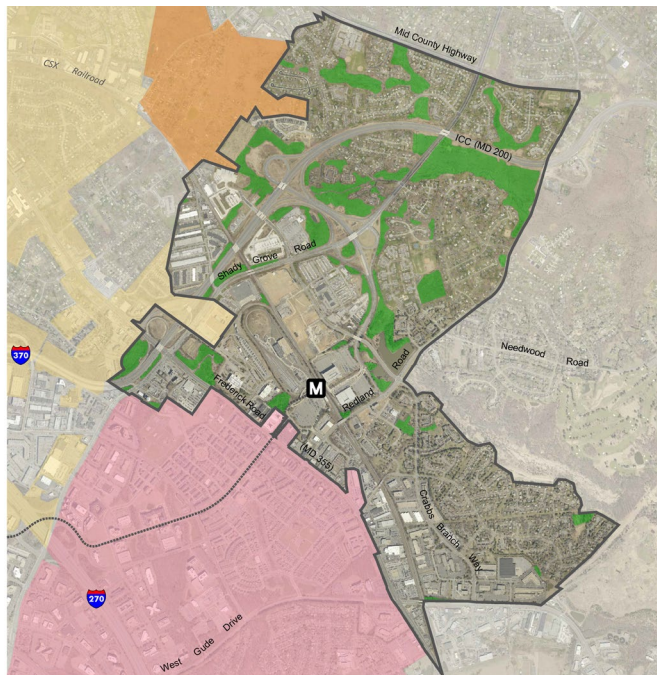 Mid County Highway
CSX Railroad
ICC (MD 200)
Shady Grove Road
370
Needwood Road
Redland Road
M
Frederick Road
(MD 355)
Crabbs Branch Way
270
West Gude Drive